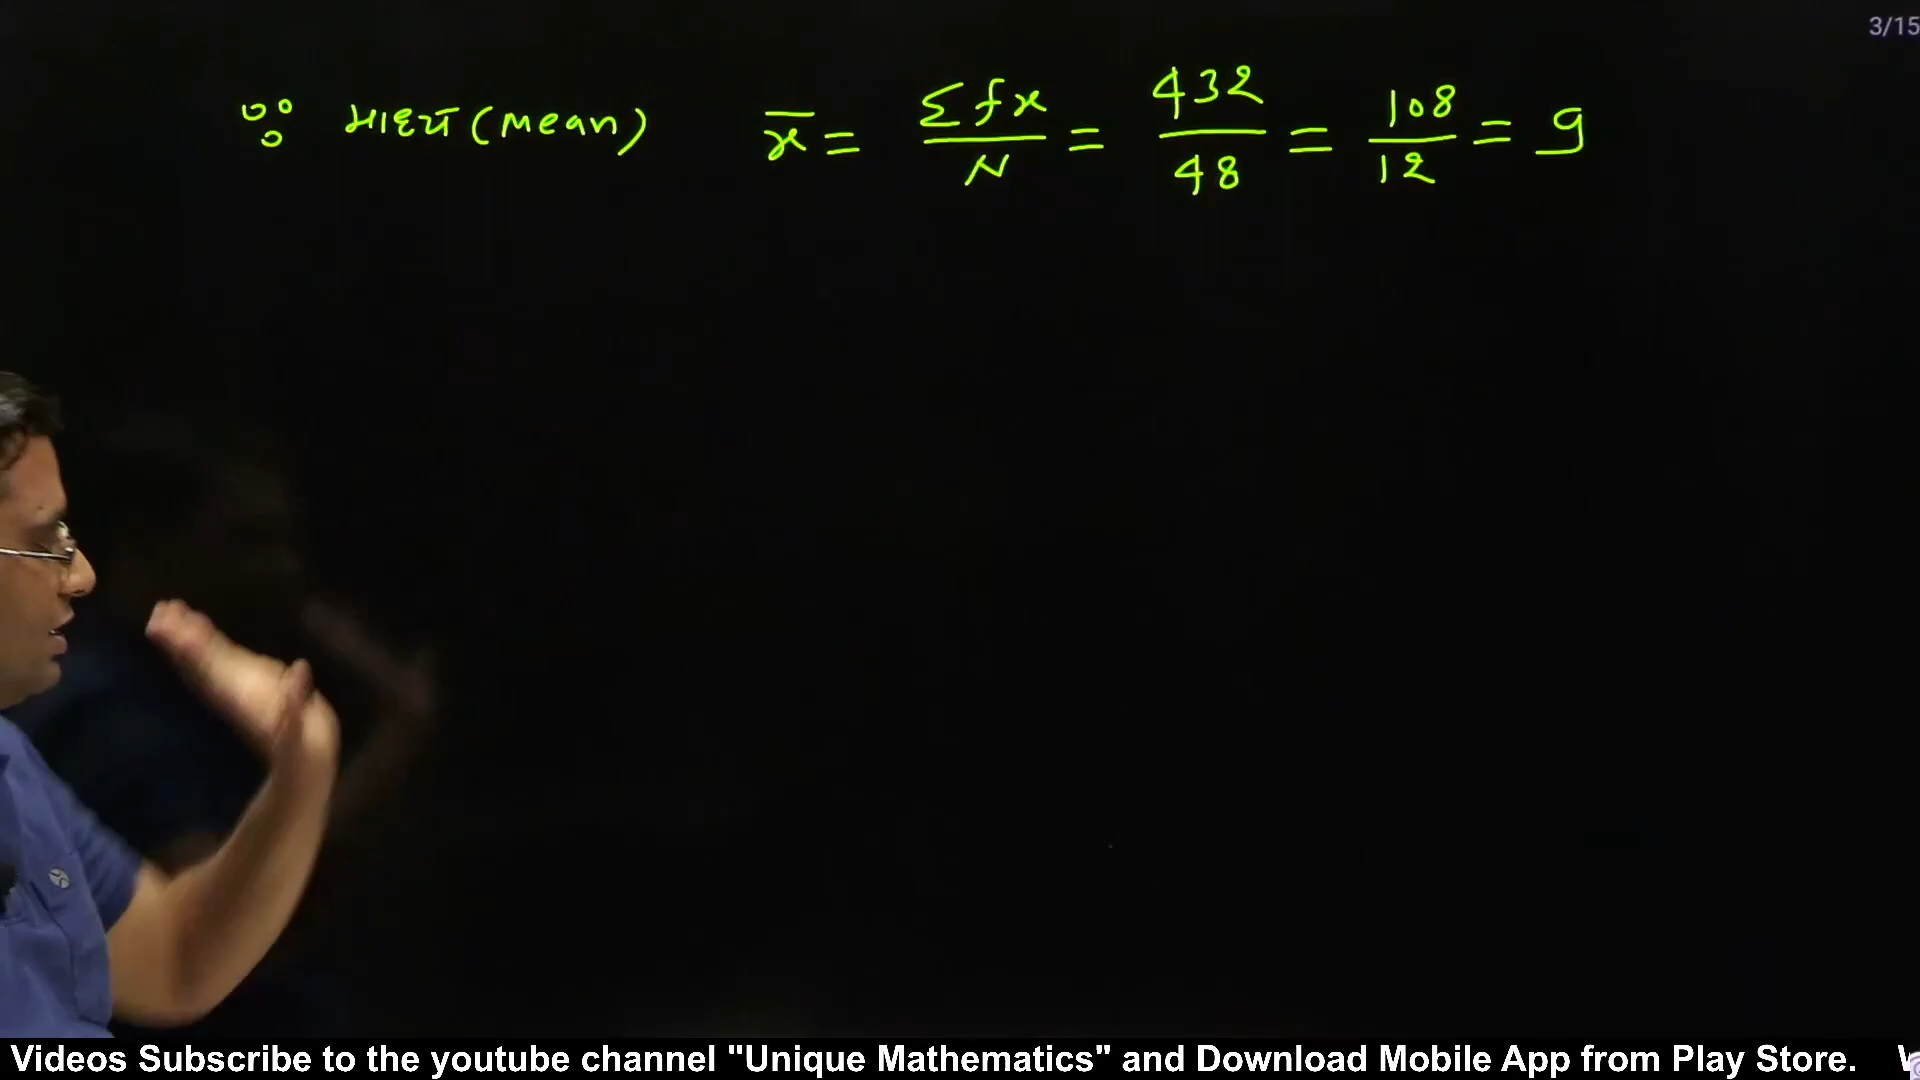 3/15
∵ माध्य (Mean) x̄ = Σfx/N = 432/48 = 108/12 = 9
Videos Subscribe to the youtube channel "Unique Mathematics" and Download Mobile App from Play Store.